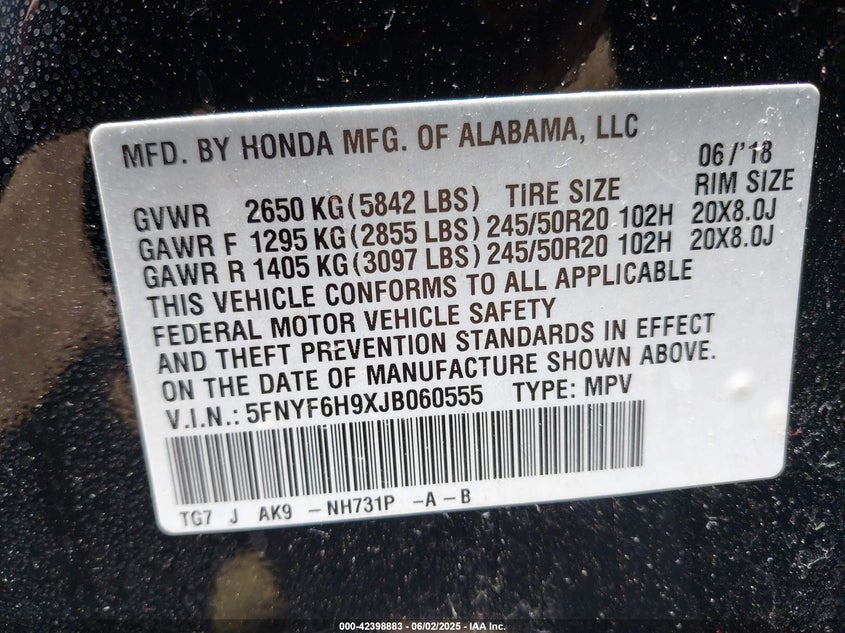 MFD. BY HONDA MFG. OF ALABAMA, LLC
06/'18
GVWR 2650 KG(5842 LBS) TIRE SIZE RIM SIZE
GAWR F 1295 KG(2855 LBS) 245/50R20 102H 20X8.0J
GAWR R 1405 KG(3097 LBS) 245/50R20 102H 20X8.0J
THIS VEHICLE CONFORMS TO ALL APPLICABLE
FEDERAL MOTOR VEHICLE SAFETY
AND THEFT PREVENTION STANDARDS IN EFFECT
ON THE DATE OF MANUFACTURE SHOWN ABOVE.
V.I.N.: 5FNYF6H9XJB060555 TYPE: MPV
TG7 J AK9 -NH731P -A-B
000-42398883 - 06/02/2025 - IAA Inc.